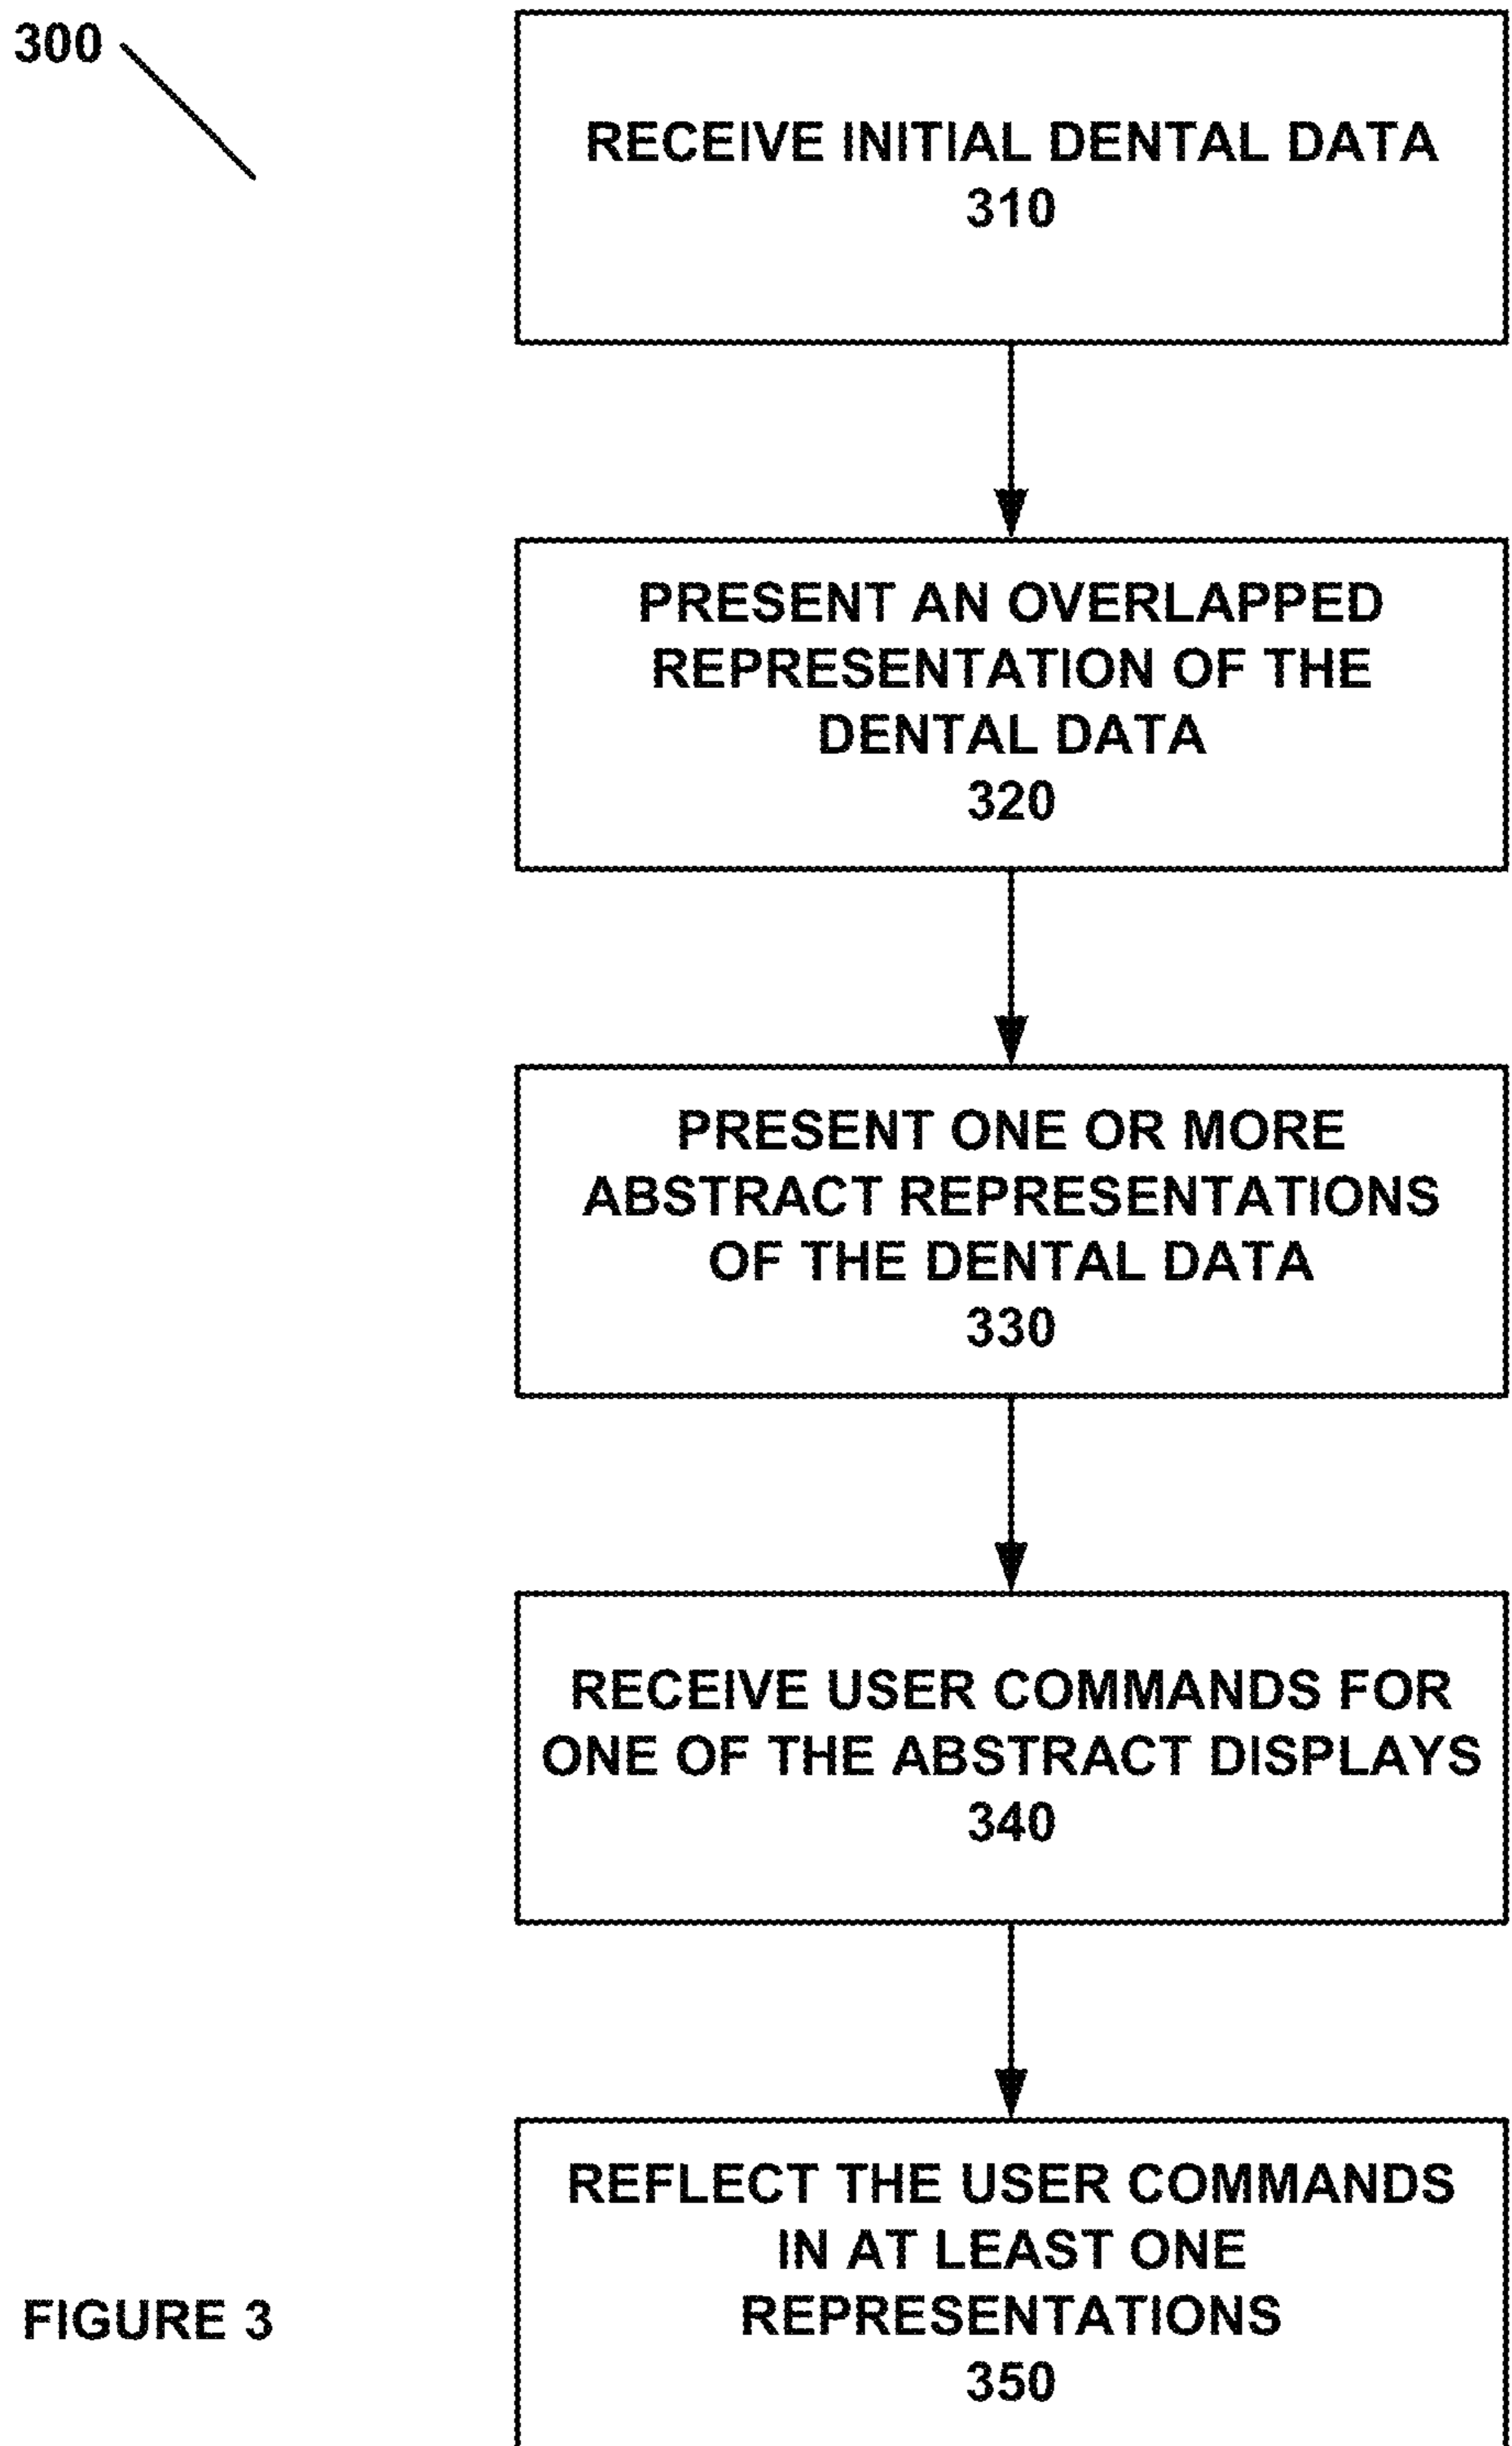 300
RECEIVE INITIAL DENTAL DATA
310
PRESENT AN OVERLAPPED
REPRESENTATION OF THE
DENTAL DATA
320
PRESENT ONE OR MORE
ABSTRACT REPRESENTATIONS
OF THE DENTAL DATA
330
RECEIVE USER COMMANDS FOR
ONE OF THE ABSTRACT DISPLAYS
340
REFLECT THE USER COMMANDS
IN AT LEAST ONE
REPRESENTATIONS
350
FIGURE 3